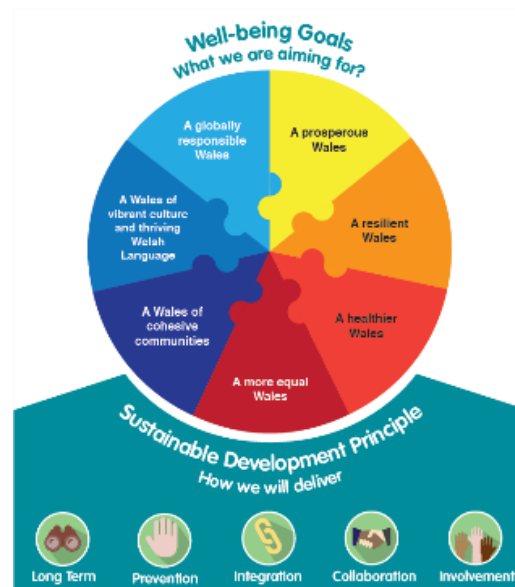 Well-being Goals
What we are aiming for?
A globally
responsible
Wales
A prosperous
Wales
A Wales of
vibrant culture
and thriving
Welsh
Language
A resilient
Wales
A Wales of
cohesive
communities
A healthier
Wales
A more equal
Wales
Sustainable Development Principle
How we will deliver
Long Term
Prevention
Integration
Collaboration
Involvement